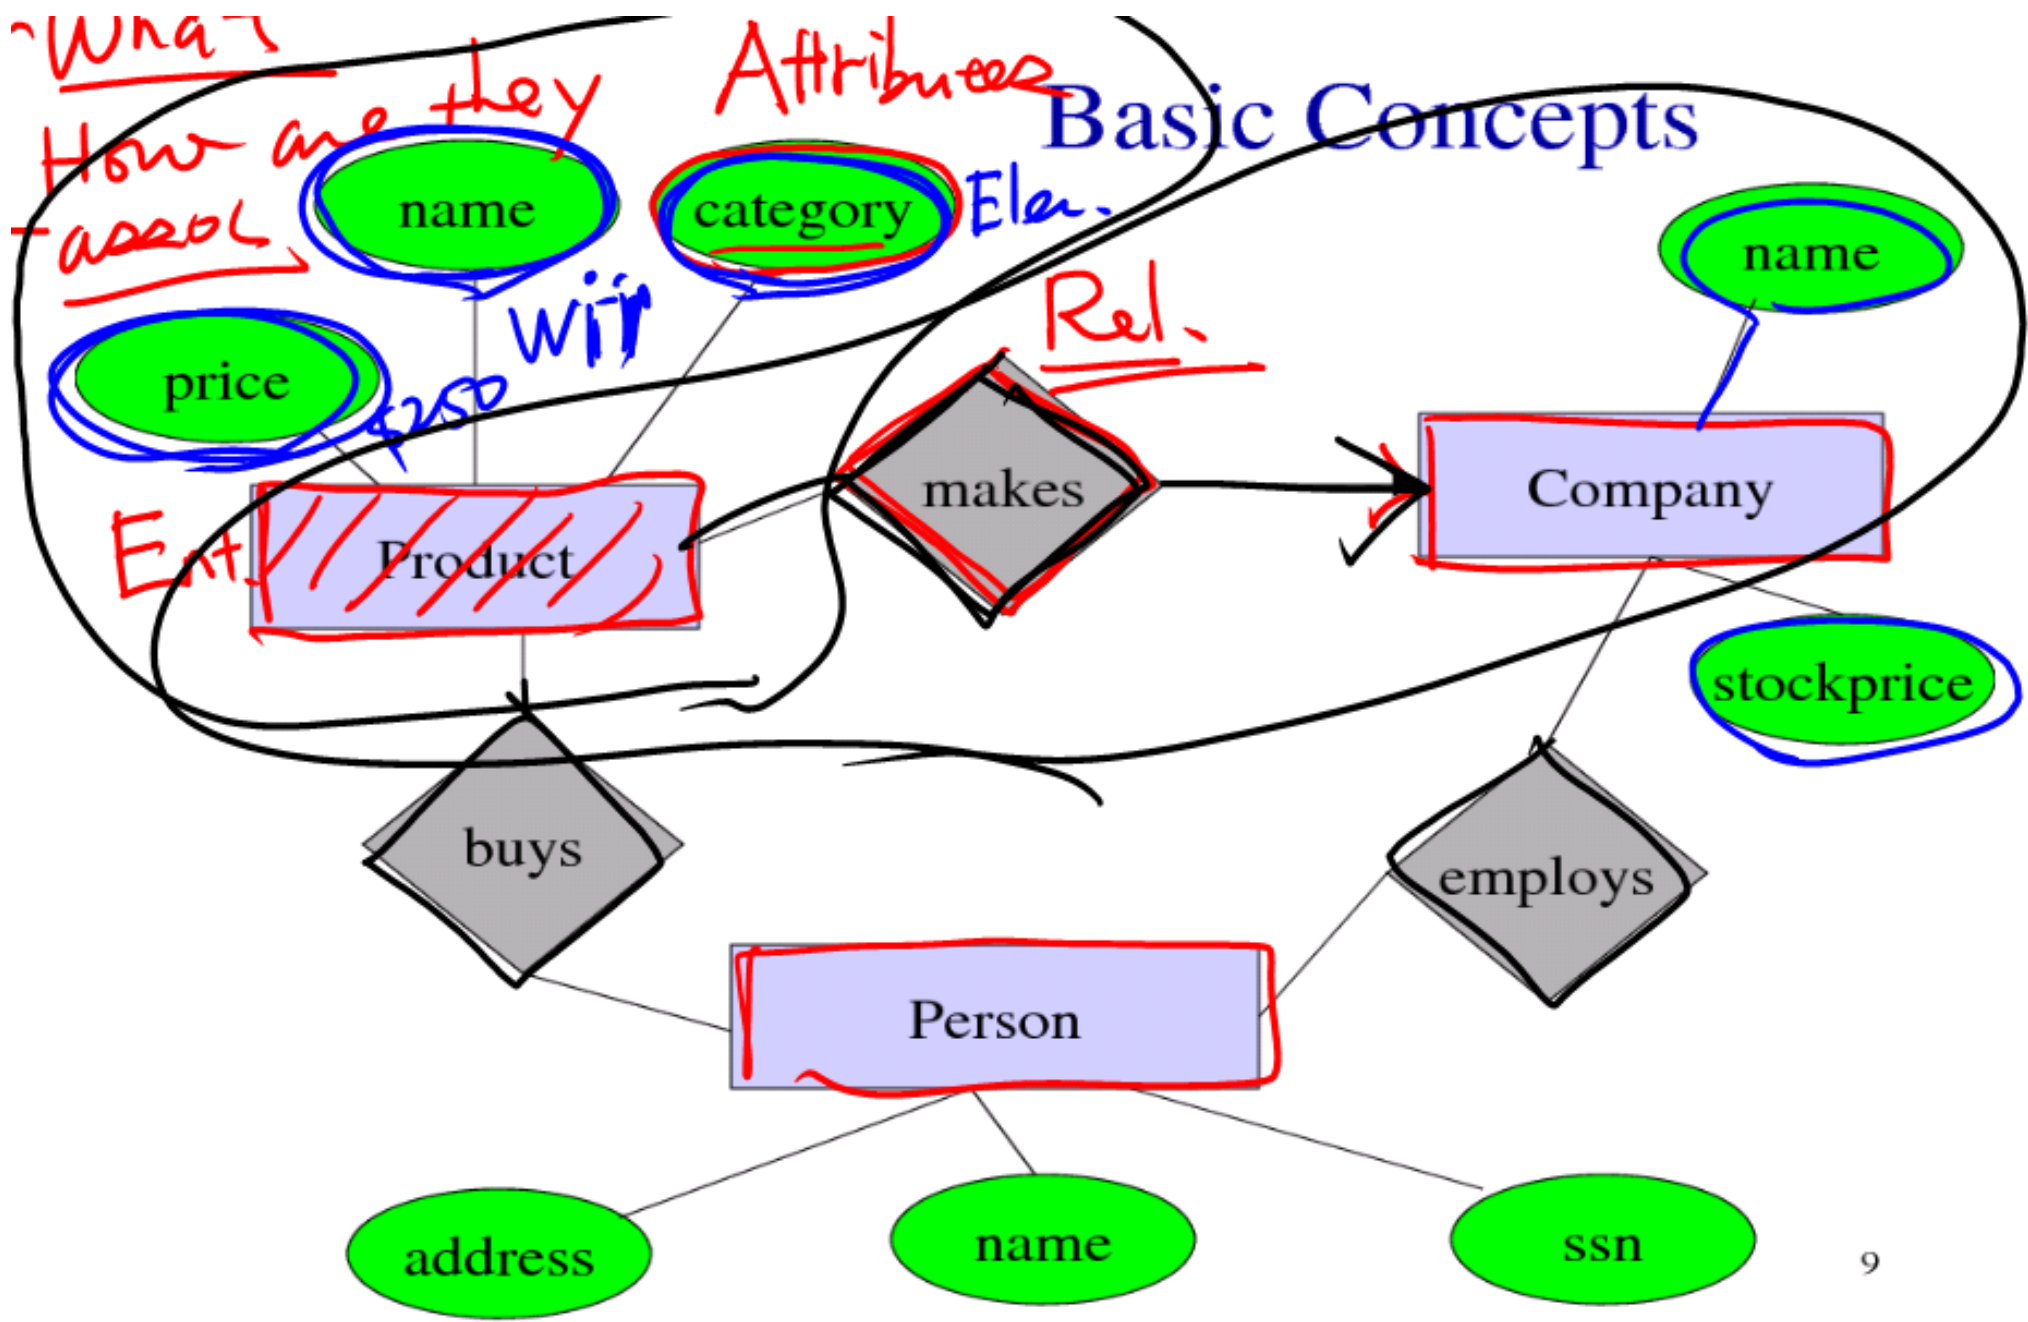 What
How are they
assoc
Attributes
Basic Concepts
name
category
Elec.
name
price
$250
Wii
Rel.
Ent.
Product
makes
Company
stockprice
buys
employs
Person
address
name
ssn
9